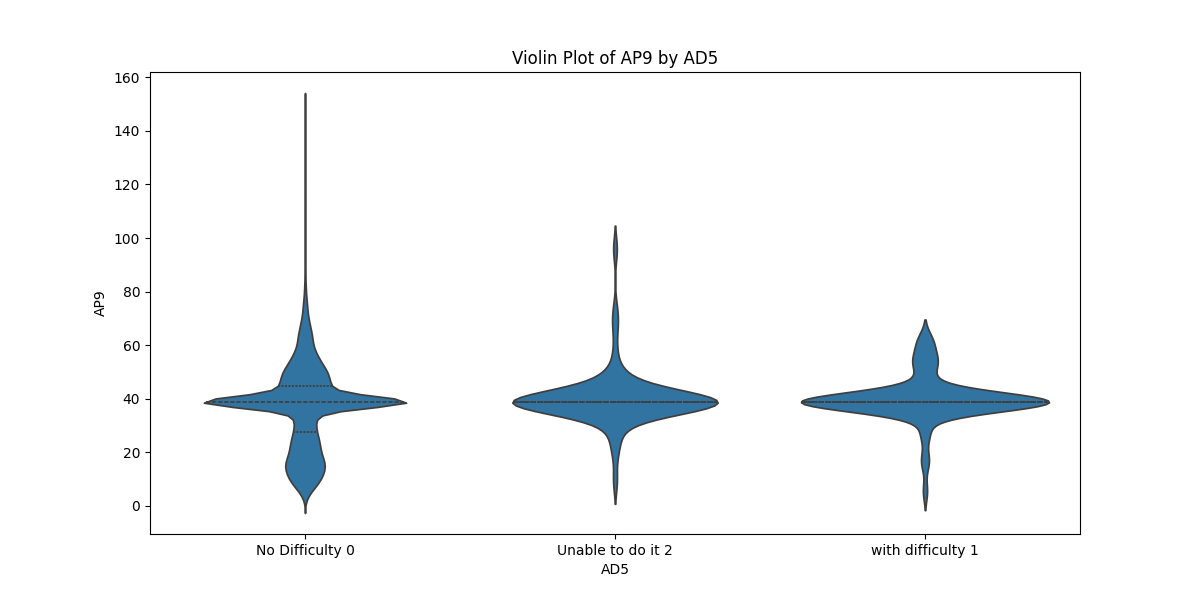 Violin Plot of AP9 by AD5
160
140
120
100
80
60
40
20
0
AP9
No Difficulty 0
Unable to do it 2
with difficulty 1
AD5